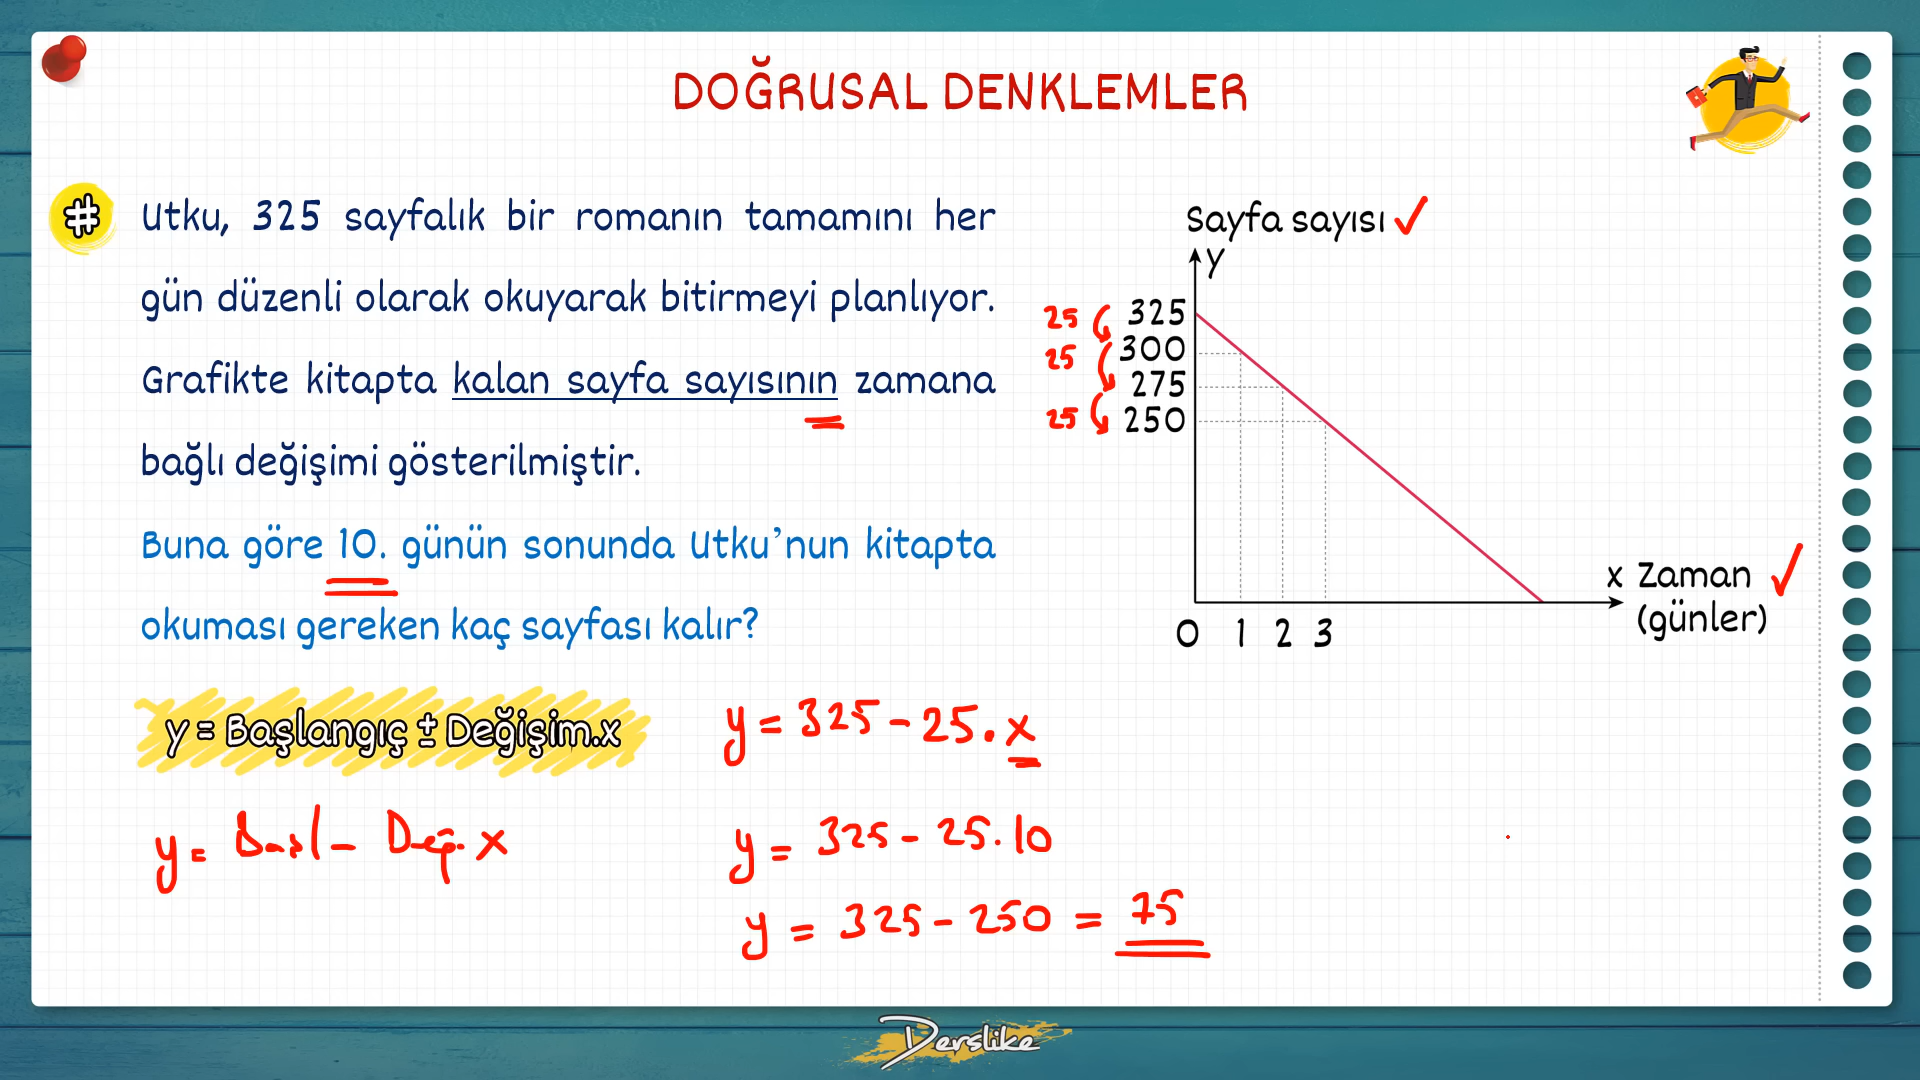 DOĞRUSAL DENKLEMLER
# Utku, 325 sayfalık bir romanın tamamını her
gün düzenli olarak okuyarak bitirmeyi planlıyor.
Grafikte kitapta kalan sayfa sayısının zamana
bağlı değişimi gösterilmiştir.
Buna göre 10. günün sonunda Utku'nun kitapta
okuması gereken kaç sayfası kalır?
Sayfa sayısı
y
25 325
25 300
275
25 250
x Zaman
(günler)
0 1 2 3
y = Başlangıç ± Değişim.x
y = Başl - Değ. x
y = 325 - 25 . x
y = 325 - 25 . 10
y = 325 - 250 = 75
Derslike